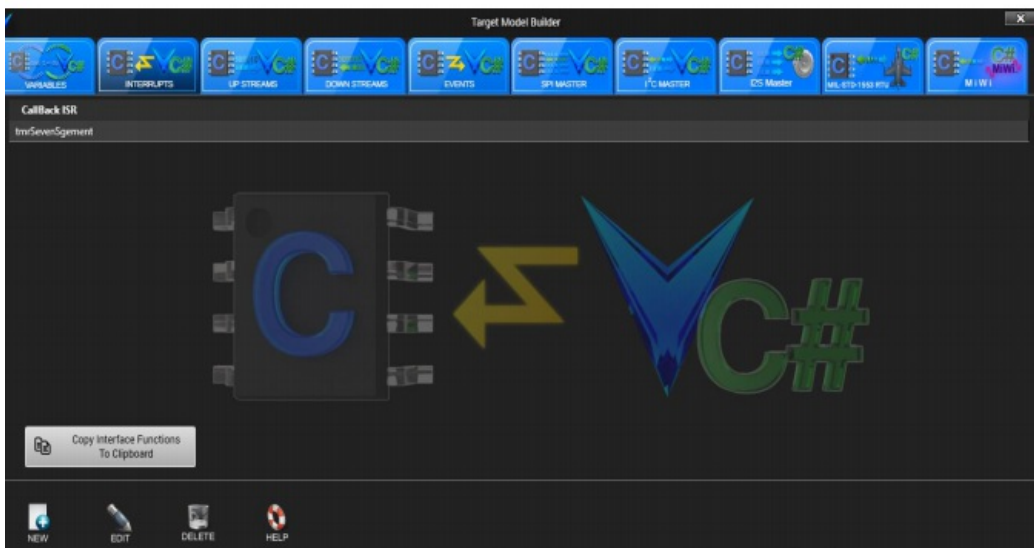 Target Model Builder
VARIABLES
INTERRUPTS
UP STREAMS
DOWN STREAMS
EVENTS
SPI MASTER
I²C MASTER
I2S Master
MIL-STD-1553 RTU
MiWi
MiWi
CallBack ISR
tmrSevenSgement
C
C#
Copy Interface Functions
To Clipboard
NEW
EDIT
DELETE
HELP